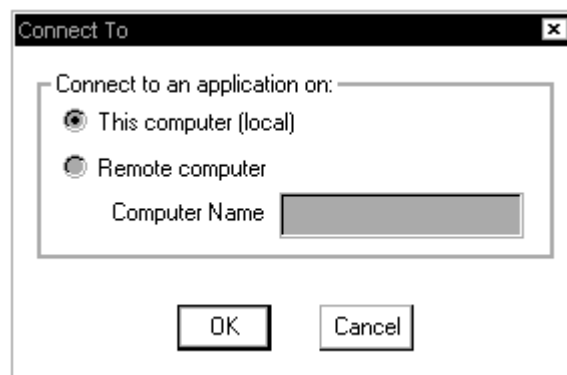 Connect To
Connect to an application on:
This computer (local)
Remote computer
Computer Name
OK Cancel